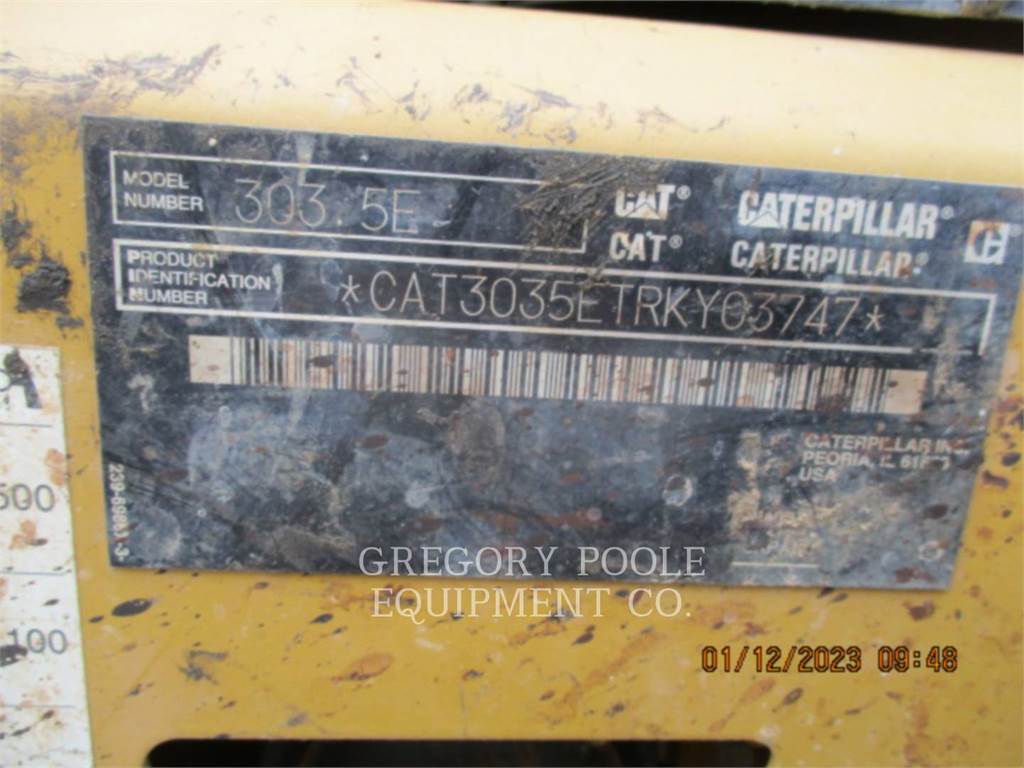 MODEL
NUMBER
303.5E
CAT®
CATERPILLAR®
CAT®
CATERPILLAR®
PRODUCT
IDENTIFICATION
NUMBER
*CAT3035ETRKY03747*
CATERPILLAR
PEORIA, IL
USA
500
100
GREGORY POOLE
EQUIPMENT CO.
01/12/2023 09:48